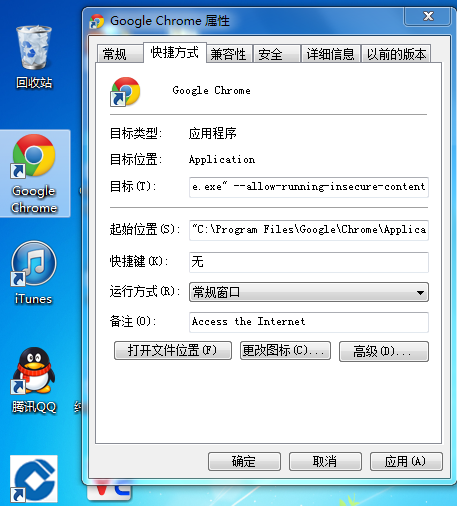 Google Chrome 属性
常规
快捷方式
兼容性
安全
详细信息
以前的版本
Google Chrome
目标类型:
应用程序
目标位置:
Application
目标(T):
e.exe" --allow-running-insecure-content
起始位置(S):
"C:\Program Files\Google\Chrome\Applica
快捷键(K):
无
运行方式(R):
常规窗口
备注(O):
Access the Internet
打开文件位置(F)
更改图标(C)...
高级(D)...
确定
取消
应用(A)
回收站
Google
Chrome
iTunes
腾讯QQ